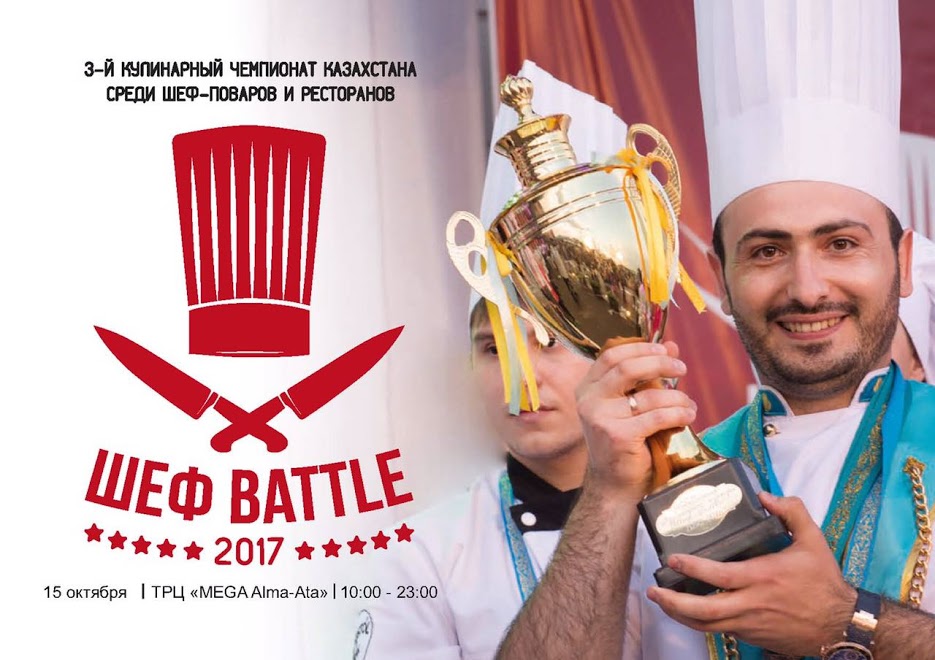 3-Й КУЛИНАРНЫЙ ЧЕМПИОНАТ КАЗАХСТАНА
СРЕДИ ШЕФ-ПОВАРОВ И РЕСТОРАНОВ
ШЕФ BATTLE
2017
15 октября | ТРЦ «MEGA Alma-Ata» | 10:00 - 23:00